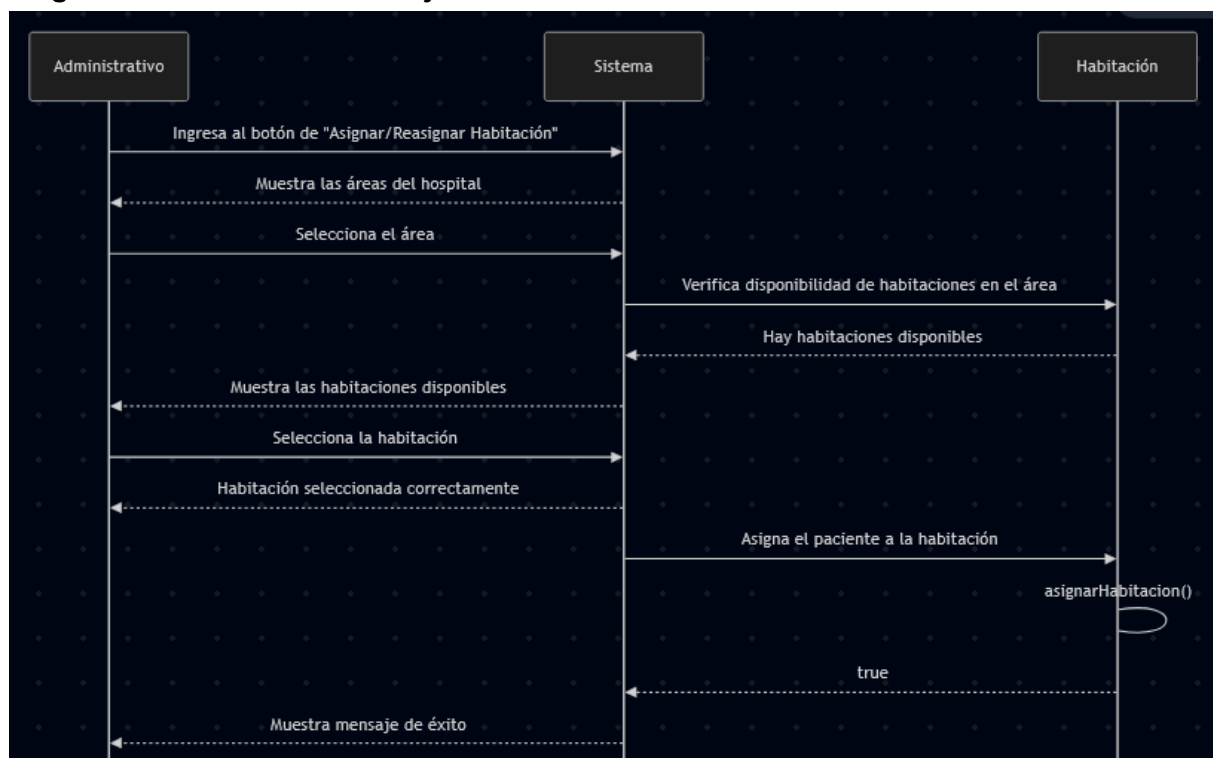 Administrativo
Sistema
Habitación
Ingresa al botón de "Asignar/Reasignar Habitación"
Muestra las áreas del hospital
Selecciona el área
Verifica disponibilidad de habitaciones en el área
Hay habitaciones disponibles
Muestra las habitaciones disponibles
Selecciona la habitación
Habitación seleccionada correctamente
Asigna el paciente a la habitación
asignarHabitacion()
true
Muestra mensaje de éxito